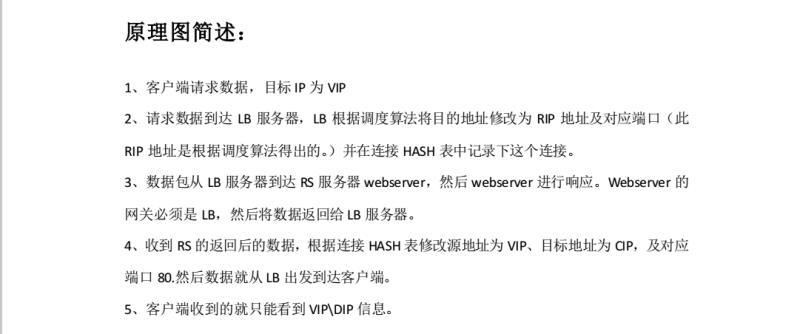 原理图简述：
1、客户端请求数据，目标 IP 为 VIP
2、请求数据到达 LB 服务器，LB 根据调度算法将目的地址修改为 RIP 地址及对应端口（此
RIP 地址是根据调度算法得出的。）并在连接 HASH 表中记录下这个连接。
3、数据包从 LB 服务器到达 RS 服务器 webserver，然后 webserver 进行响应。Webserver 的
网关必须是 LB，然后将数据返回给 LB 服务器。
4、收到 RS 的返回后的数据，根据连接 HASH 表修改源地址为 VIP、目标地址为 CIP，及对应
端口 80.然后数据就从 LB 出发到达客户端。
5、客户端收到的就只能看到 VIP\DIP 信息。